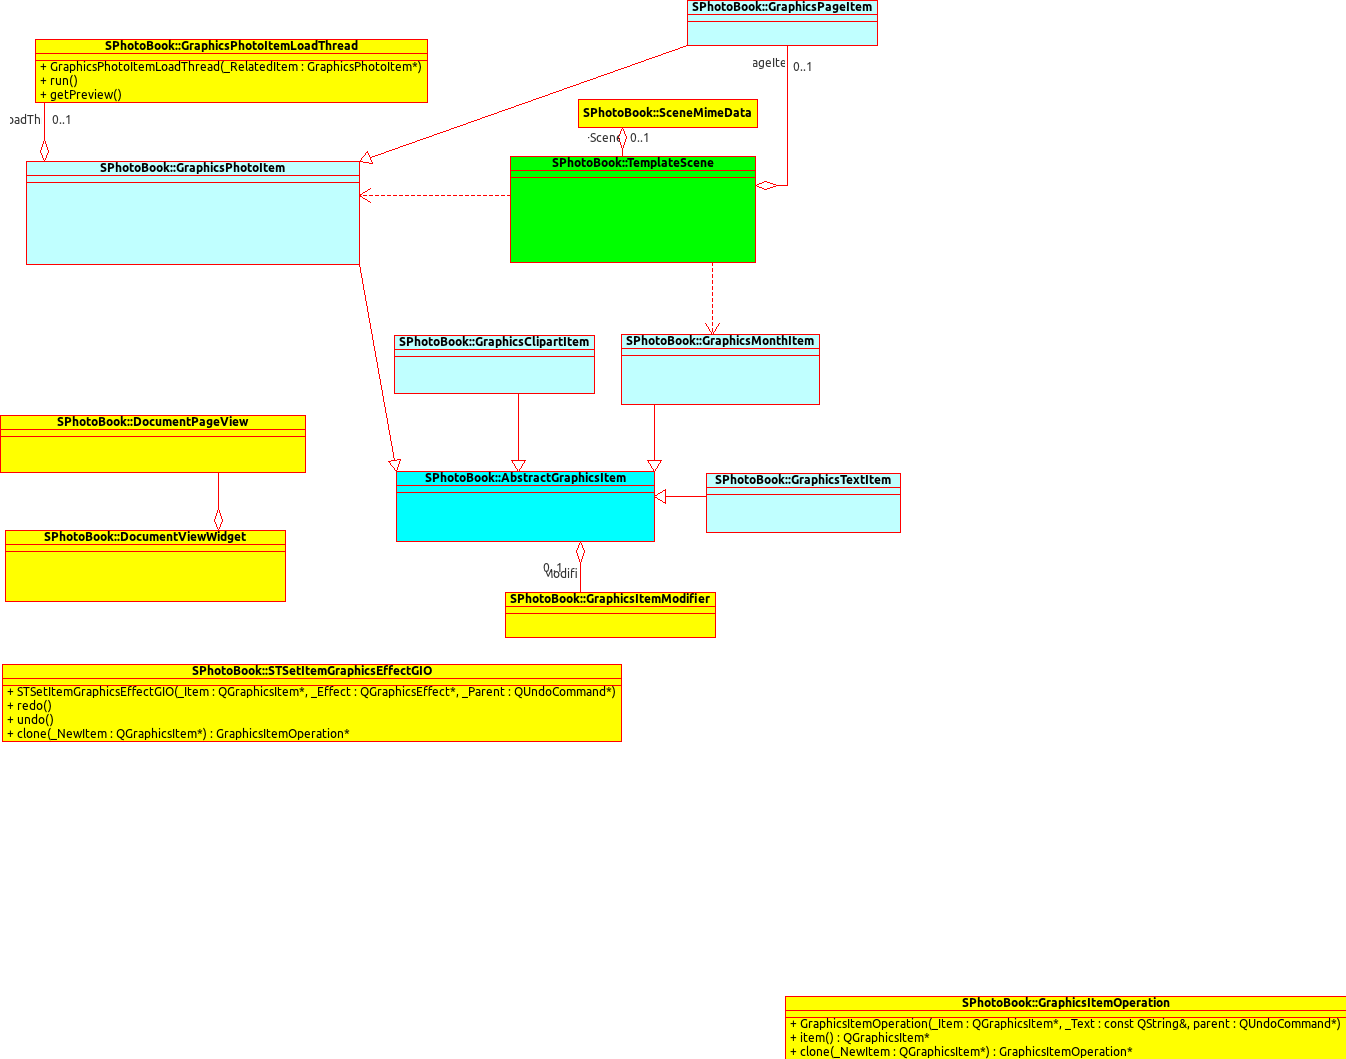 SPhotoBook::GraphicsPageItem
SPhotoBook::GraphicsPhotoItemLoadThread
+ GraphicsPhotoItemLoadThread(_RelatedItem : GraphicsPhotoItem*)
+ run()
+ getPreview()
ageIte 0..1
SPhotoBook::SceneMimeData
oadTh 0..1
Scene 0..1
SPhotoBook::GraphicsPhotoItem
SPhotoBook::TemplateScene
SPhotoBook::GraphicsClipartItem
SPhotoBook::GraphicsMonthItem
SPhotoBook::DocumentPageView
SPhotoBook::AbstractGraphicsItem
SPhotoBook::GraphicsTextItem
SPhotoBook::DocumentViewWidget
0..1
Modifi
SPhotoBook::GraphicsItemModifier
SPhotoBook::STSetItemGraphicsEffectGIO
+ STSetItemGraphicsEffectGIO(_Item : QGraphicsItem*, _Effect : QGraphicsEffect*, _Parent : QUndoCommand*)
+ redo()
+ undo()
+ clone(_NewItem : QGraphicsItem*) : GraphicsItemOperation*
SPhotoBook::GraphicsItemOperation
+ GraphicsItemOperation(_Item : QGraphicsItem*, _Text : const QString&, parent : QUndoCommand*)
+ item() : QGraphicsItem*
+ clone(_NewItem : QGraphicsItem*) : GraphicsItemOperation*